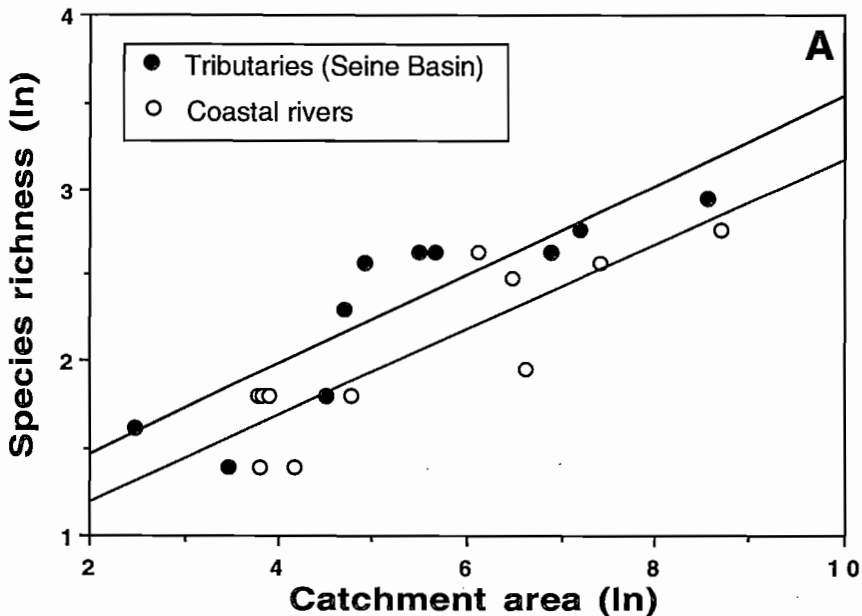 A
Tributaries (Seine Basin)
Coastal rivers
Species richness (ln)
4
3
2
1
2 4 6 8 10
Catchment area (ln)